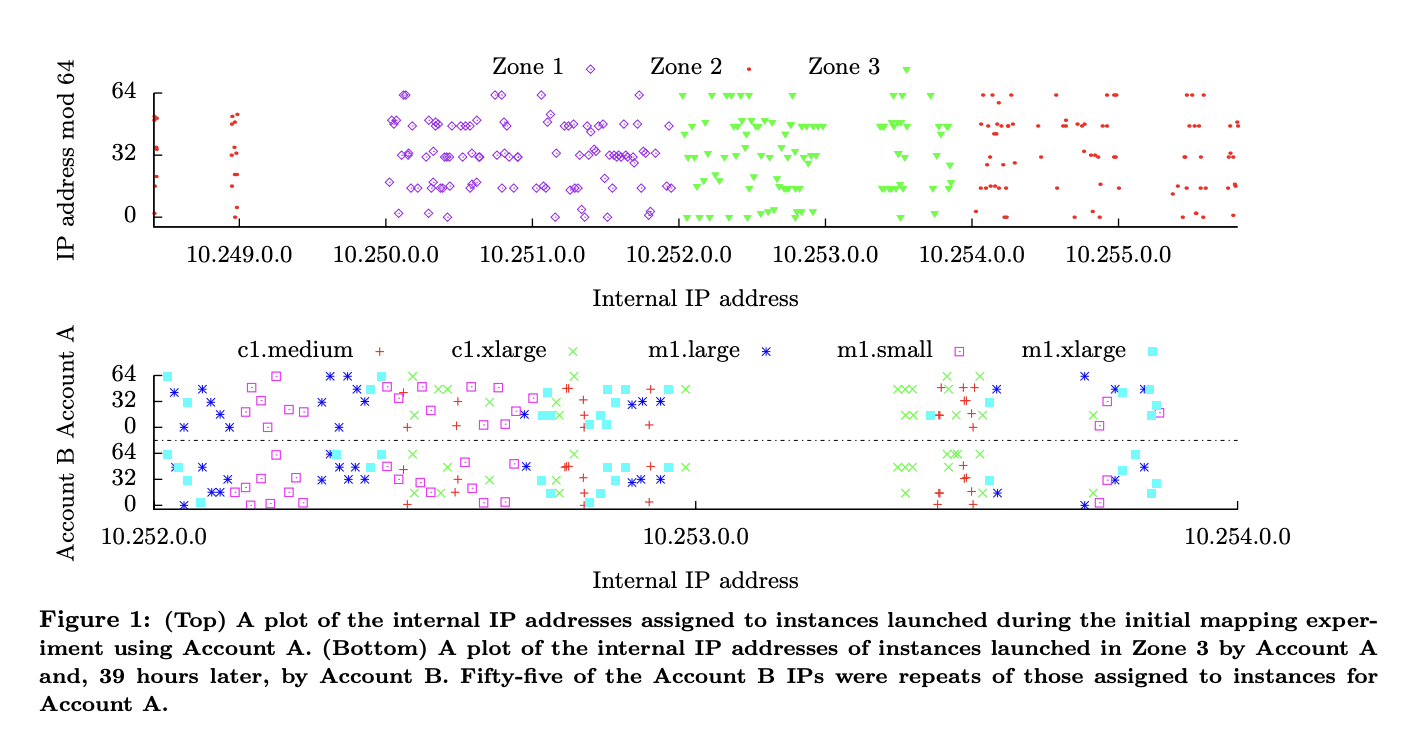 Zone 1 Zone 2 Zone 3
IP address mod 64
64
32
0
10.249.0.0 10.250.0.0 10.251.0.0 10.252.0.0 10.253.0.0 10.254.0.0 10.255.0.0
Internal IP address
c1.medium c1.xlarge m1.large m1.small m1.xlarge
Account A
64
32
0
Account B
64
32
0
10.252.0.0 10.253.0.0 10.254.0.0
Internal IP address
Figure 1: (Top) A plot of the internal IP addresses assigned to instances launched during the initial mapping exper-
iment using Account A. (Bottom) A plot of the internal IP addresses of instances launched in Zone 3 by Account A
and, 39 hours later, by Account B. Fifty-five of the Account B IPs were repeats of those assigned to instances for
Account A.